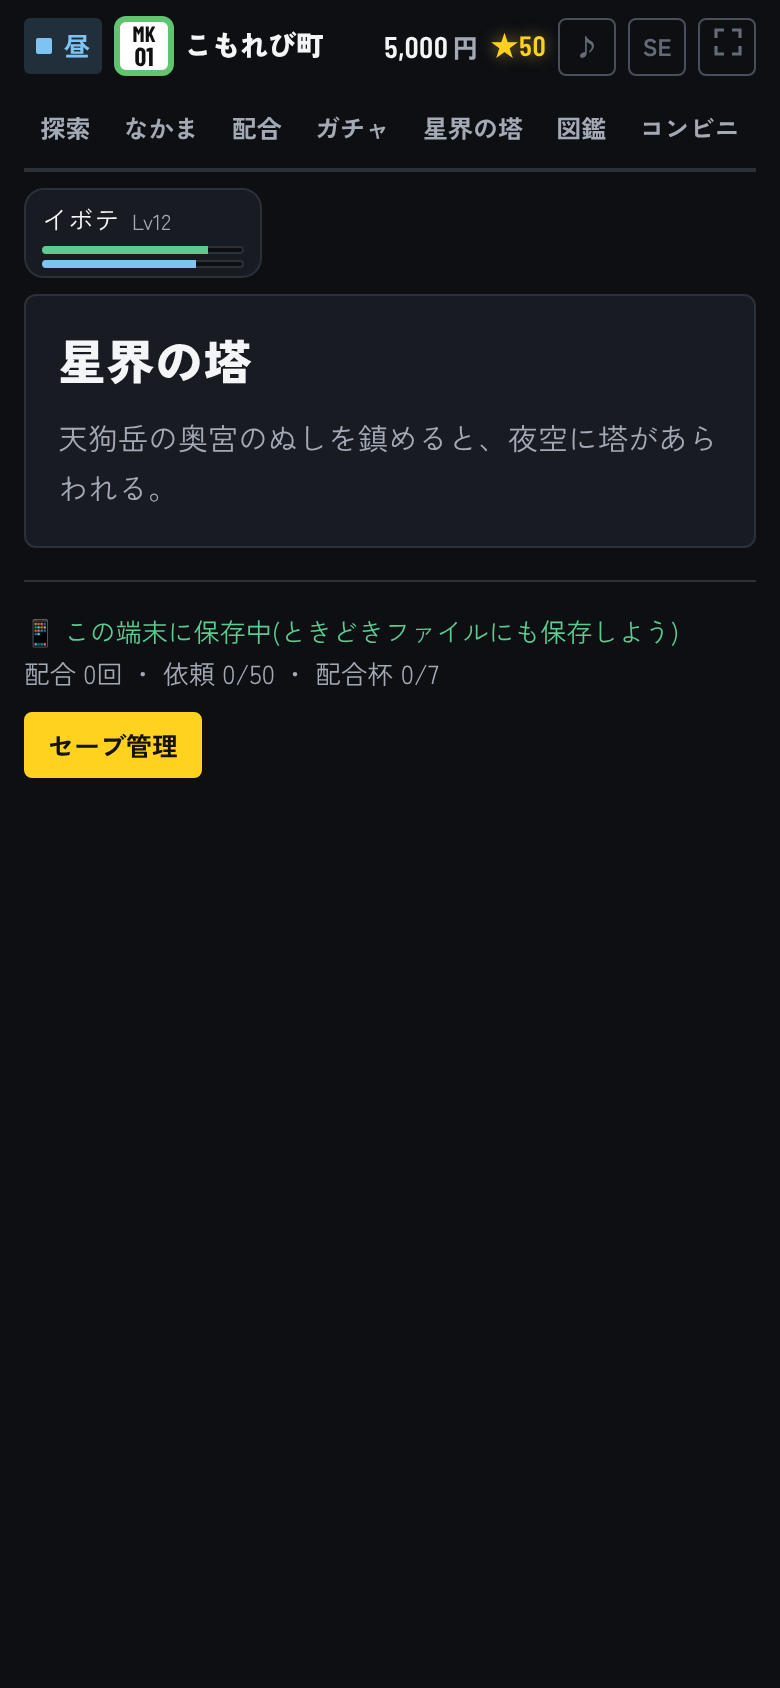 昼 MK 01 こもれび町 5,000 円 ★50 ♪ SE
探索 なかま 配合 ガチャ 星界の塔 図鑑 コンビニ
イボテ Lv12
星界の塔
天狗岳の奥宮のぬしを鎮めると、夜空に塔があら
われる。
この端末に保存中(ときどきファイルにも保存しよう)
配合 0回 ・ 依頼 0/50 ・ 配合杯 0/7
セーブ管理